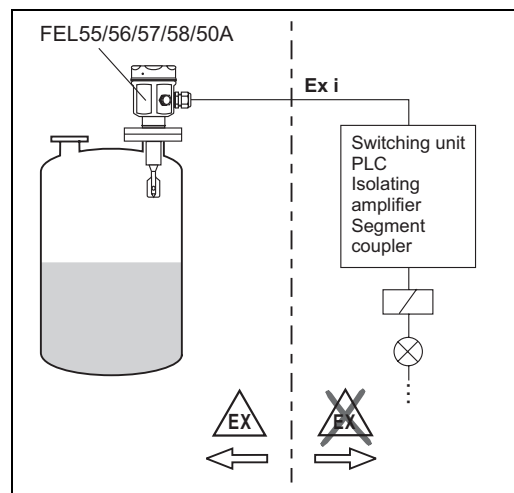 FEL55/56/57/58/50A
Ex i
Switching unit
PLC
Isolating
amplifier
Segment
coupler
EX
EX